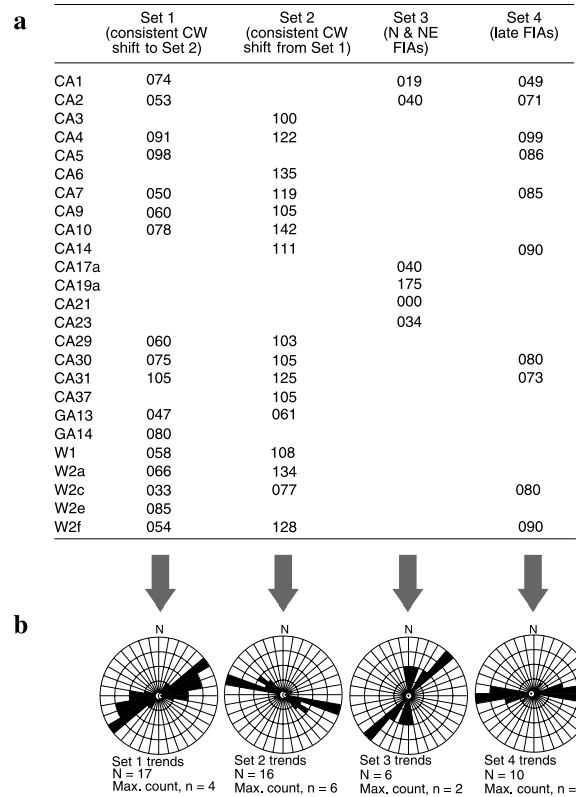 a
Set 1 Set 2 Set 3 Set 4
(consistent CW (consistent CW (N & NE (late FIAs)
shift to Set 2) shift from Set 1) FIAs)
CA1 074 019 049
CA2 053 040 071
CA3 100
CA4 091 122 099
CA5 098 086
CA6 135
CA7 050 119 085
CA9 060 105
CA10 078 142
CA14 111 090
CA17a 040
CA19a 175
CA21 000
CA23 034
CA29 060 103
CA30 075 105 080
CA31 105 125 073
CA37 105
GA13 047 061
GA14 080
W1 058 108
W2a 066 134
W2c 033 077 080
W2e 085
W2f 054 128 090
b
N N N N
Set 1 trends Set 2 trends Set 3 trends Set 4 trends
N = 17 N = 16 N = 6 N = 10
Max. count, n = 4 Max. count, n = 6 Max. count, n = 2 Max. count, n =